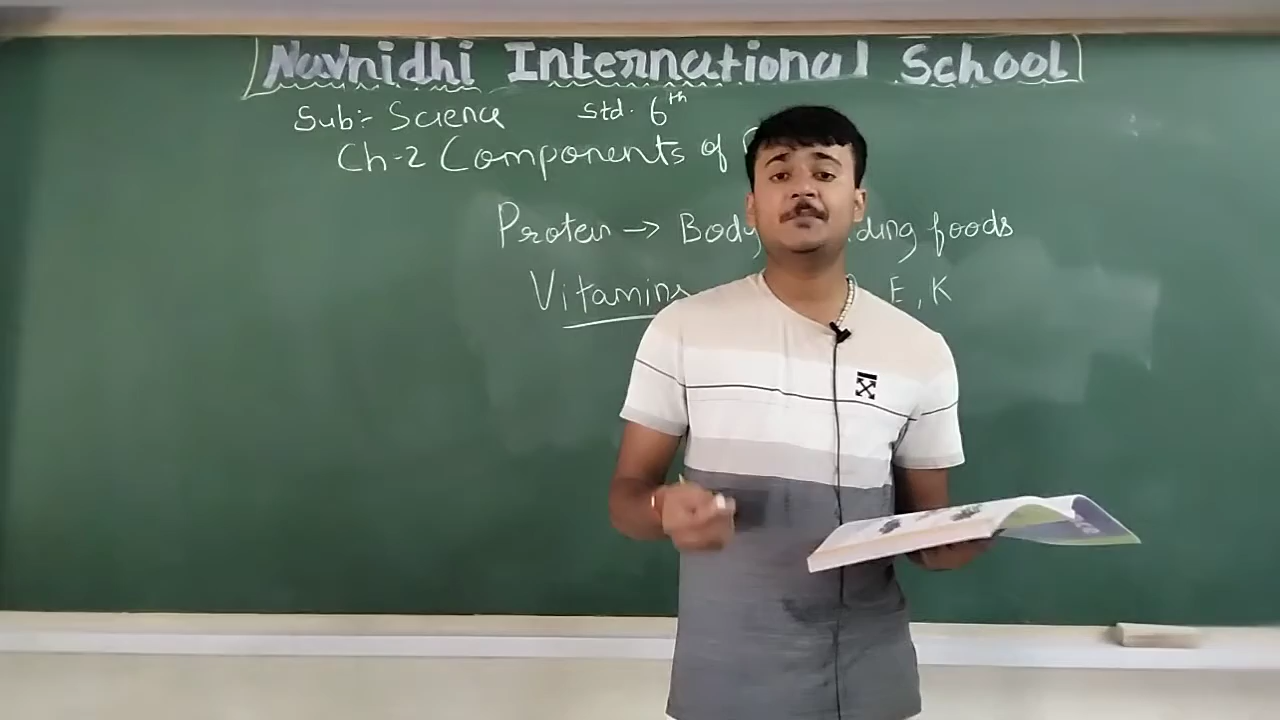 Navnidhi International School
Sub:- Science Std. 6th
Ch-2 Components of
Protein → Body ding foods
Vitamins E, K